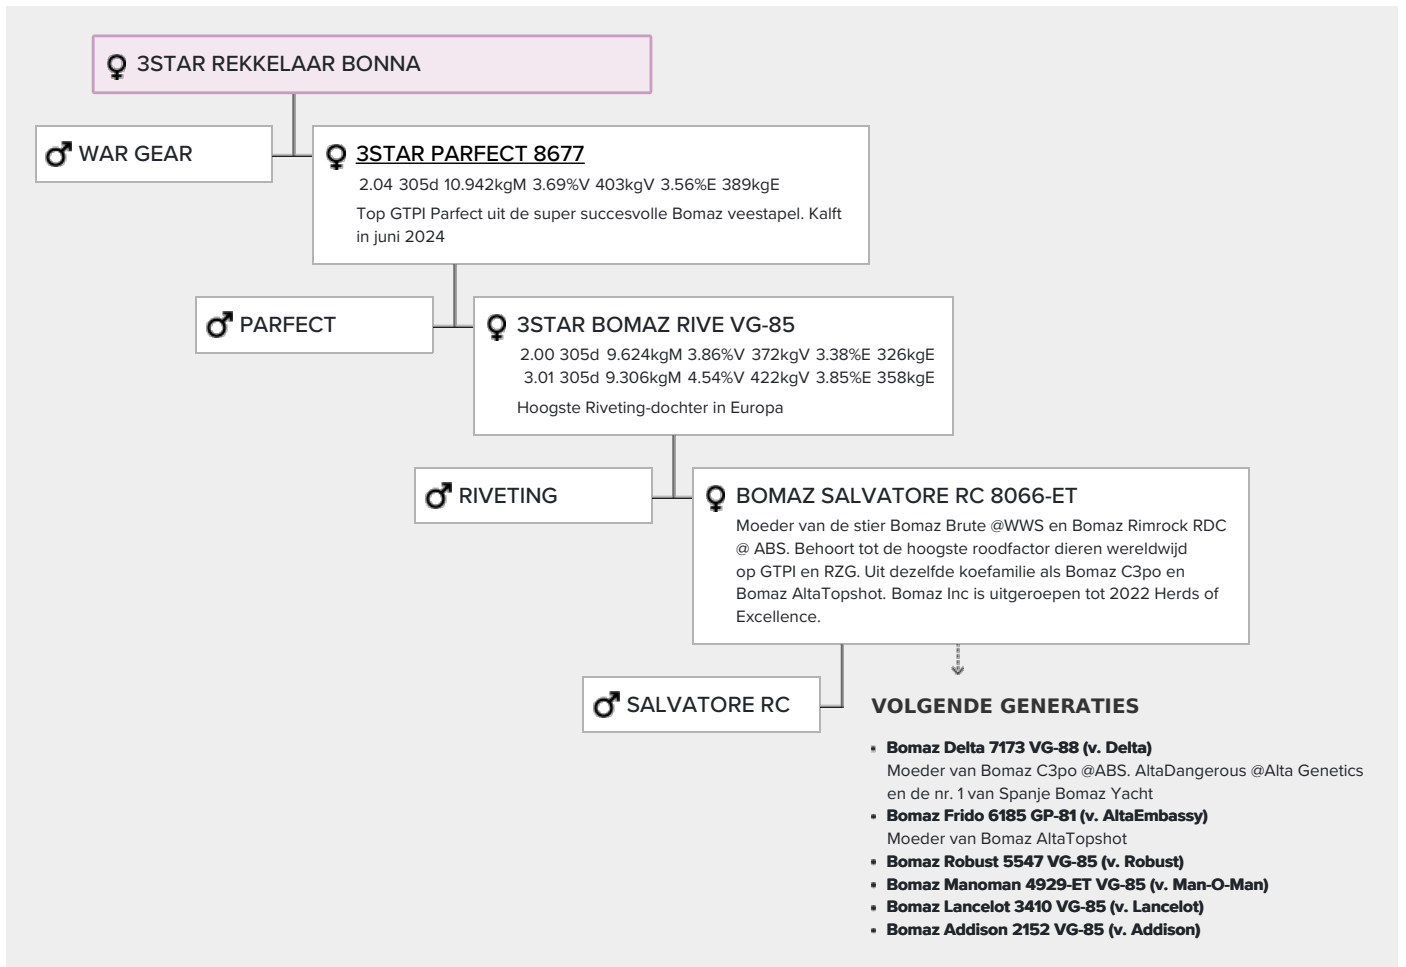 3STAR REKKELAAR BONNA
WAR GEAR
3STAR PARFECT 8677
2.04 305d 10.942kgM 3.69%V 403kgV 3.56%E 389kgE
Top GTPI Parfect uit de super succesvolle Bomaz veestapel. Kalft
in juni 2024
PARFECT
3STAR BOMAZ RIVE VG-85
2.00 305d 9.624kgM 3.86%V 372kgV 3.38%E 326kgE
3.01 305d 9.306kgM 4.54%V 422kgV 3.85%E 358kgE
Hoogste Riveting-dochter in Europa
RIVETING
BOMAZ SALVATORE RC 8066-ET
Moeder van de stier Bomaz Brute @WWS en Bomaz Rimrock RDC
@ ABS. Behoort tot de hoogste roodfactor dieren wereldwijd
op GTPI en RZG. Uit dezelfde koefamilie als Bomaz C3po en
Bomaz AltaTopshot. Bomaz Inc is uitgeroepen tot 2022 Herds of
Excellence.
SALVATORE RC
VOLGENDE GENERATIES
Bomaz Delta 7173 VG-88 (v. Delta)
Moeder van Bomaz C3po @ABS. AltaDangerous @Alta Genetics
en de nr. 1 van Spanje Bomaz Yacht
Bomaz Frido 6185 GP-81 (v. AltaEmbassy)
Moeder van Bomaz AltaTopshot
Bomaz Robust 5547 VG-85 (v. Robust)
Bomaz Manoman 4929-ET VG-85 (v. Man-O-Man)
Bomaz Lancelot 3410 VG-85 (v. Lancelot)
Bomaz Addison 2152 VG-85 (v. Addison)